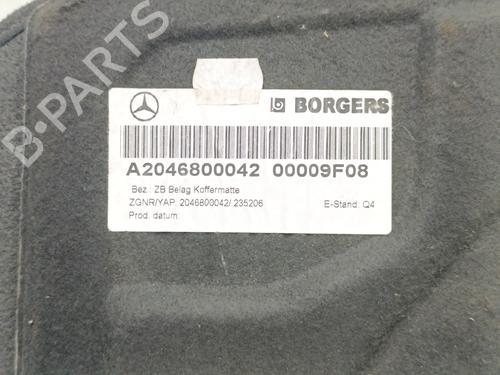 B-PARTS
BORGERS
A2046800042 00009F08
Bez.: ZB Belag Koffermatte
ZGNR/YAP: 2046800042/ 235206 E-Stand: Q4
Prod. datum: